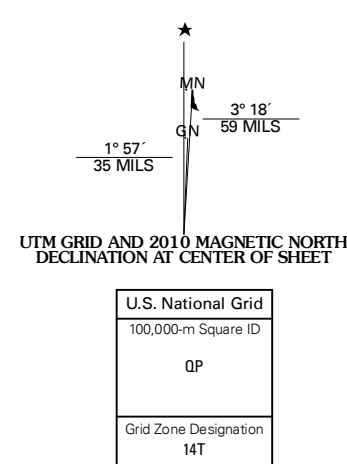 MN
3° 18´
59 MILS
GN
1° 57´
35 MILS
UTM GRID AND 2010 MAGNETIC NORTH
DECLINATION AT CENTER OF SHEET
U.S. National Grid
100,000-m Square ID
QP
Grid Zone Designation
14T